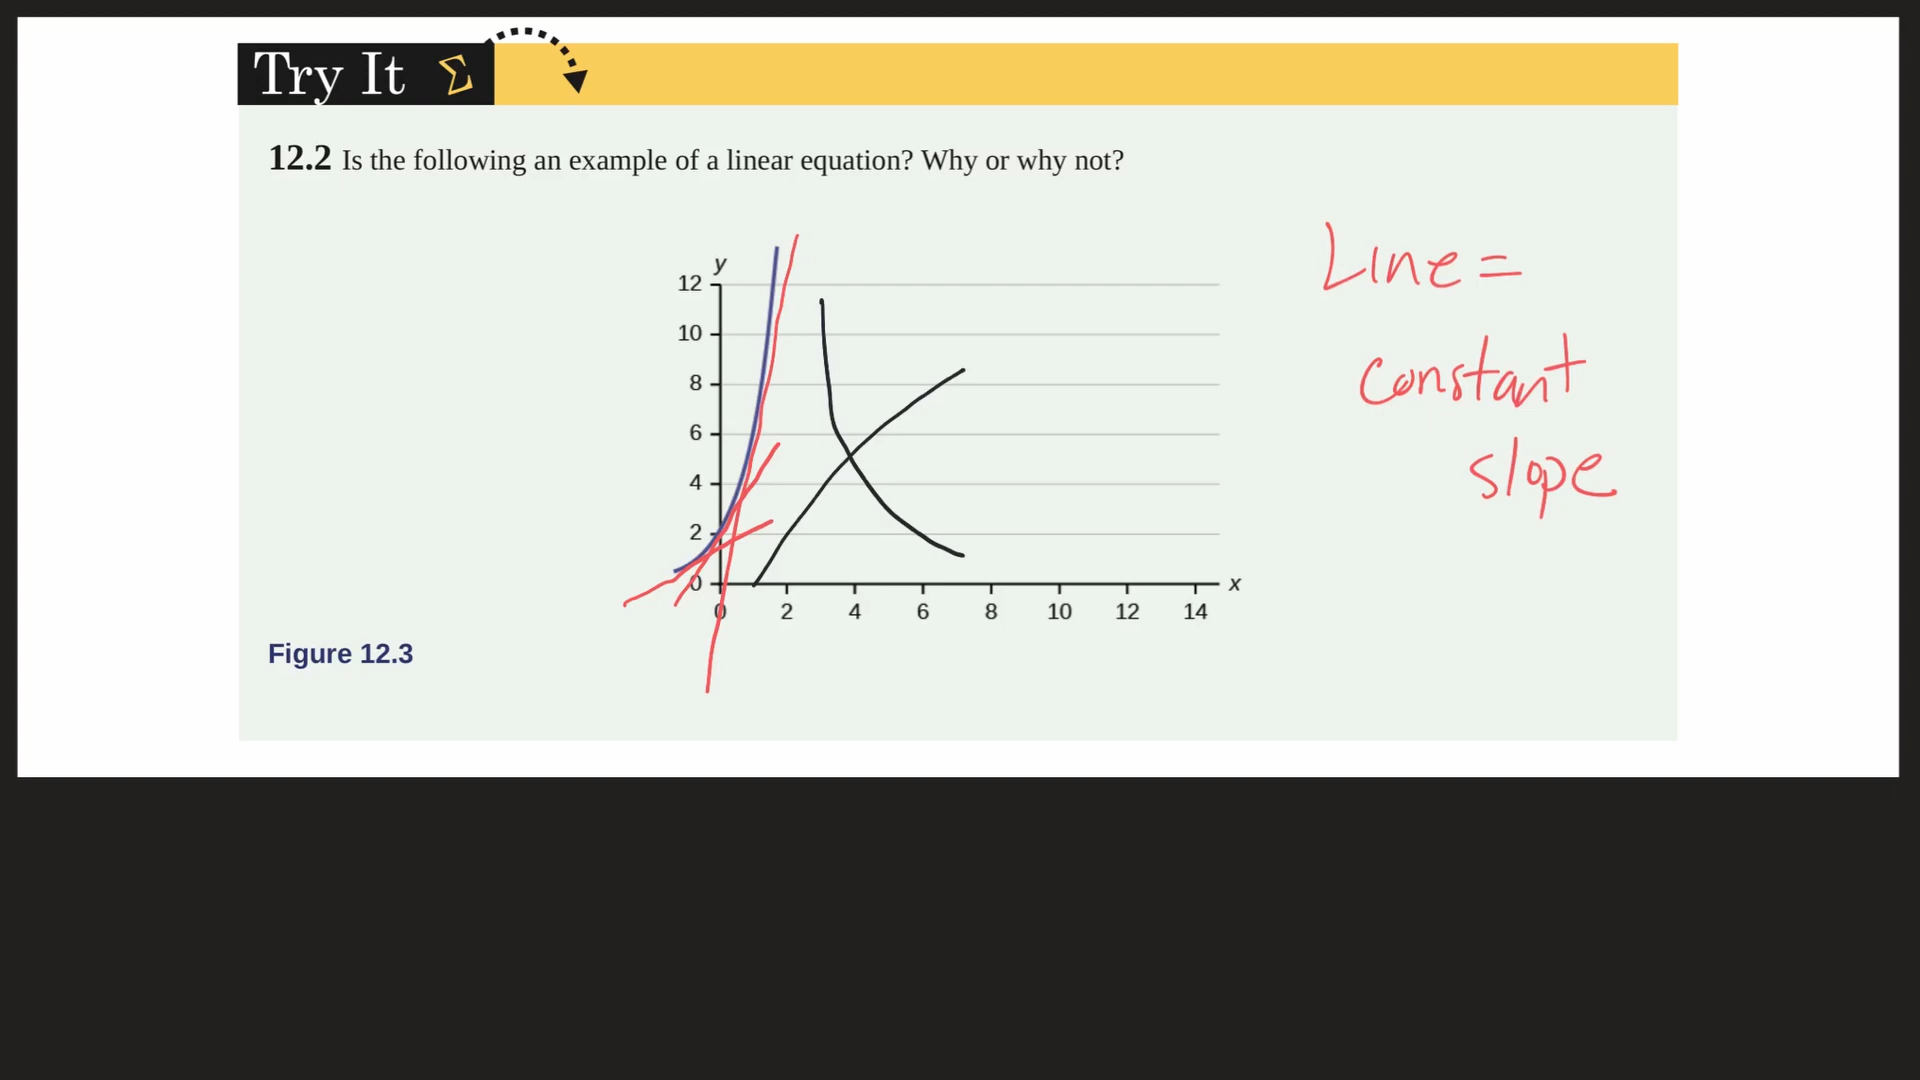 Try It Σ
12.2 Is the following an example of a linear equation? Why or why not?
y
12
10
8
6
4
2
0
0 2 4 6 8 10 12 14
x
Line =
constant
slope
Figure 12.3